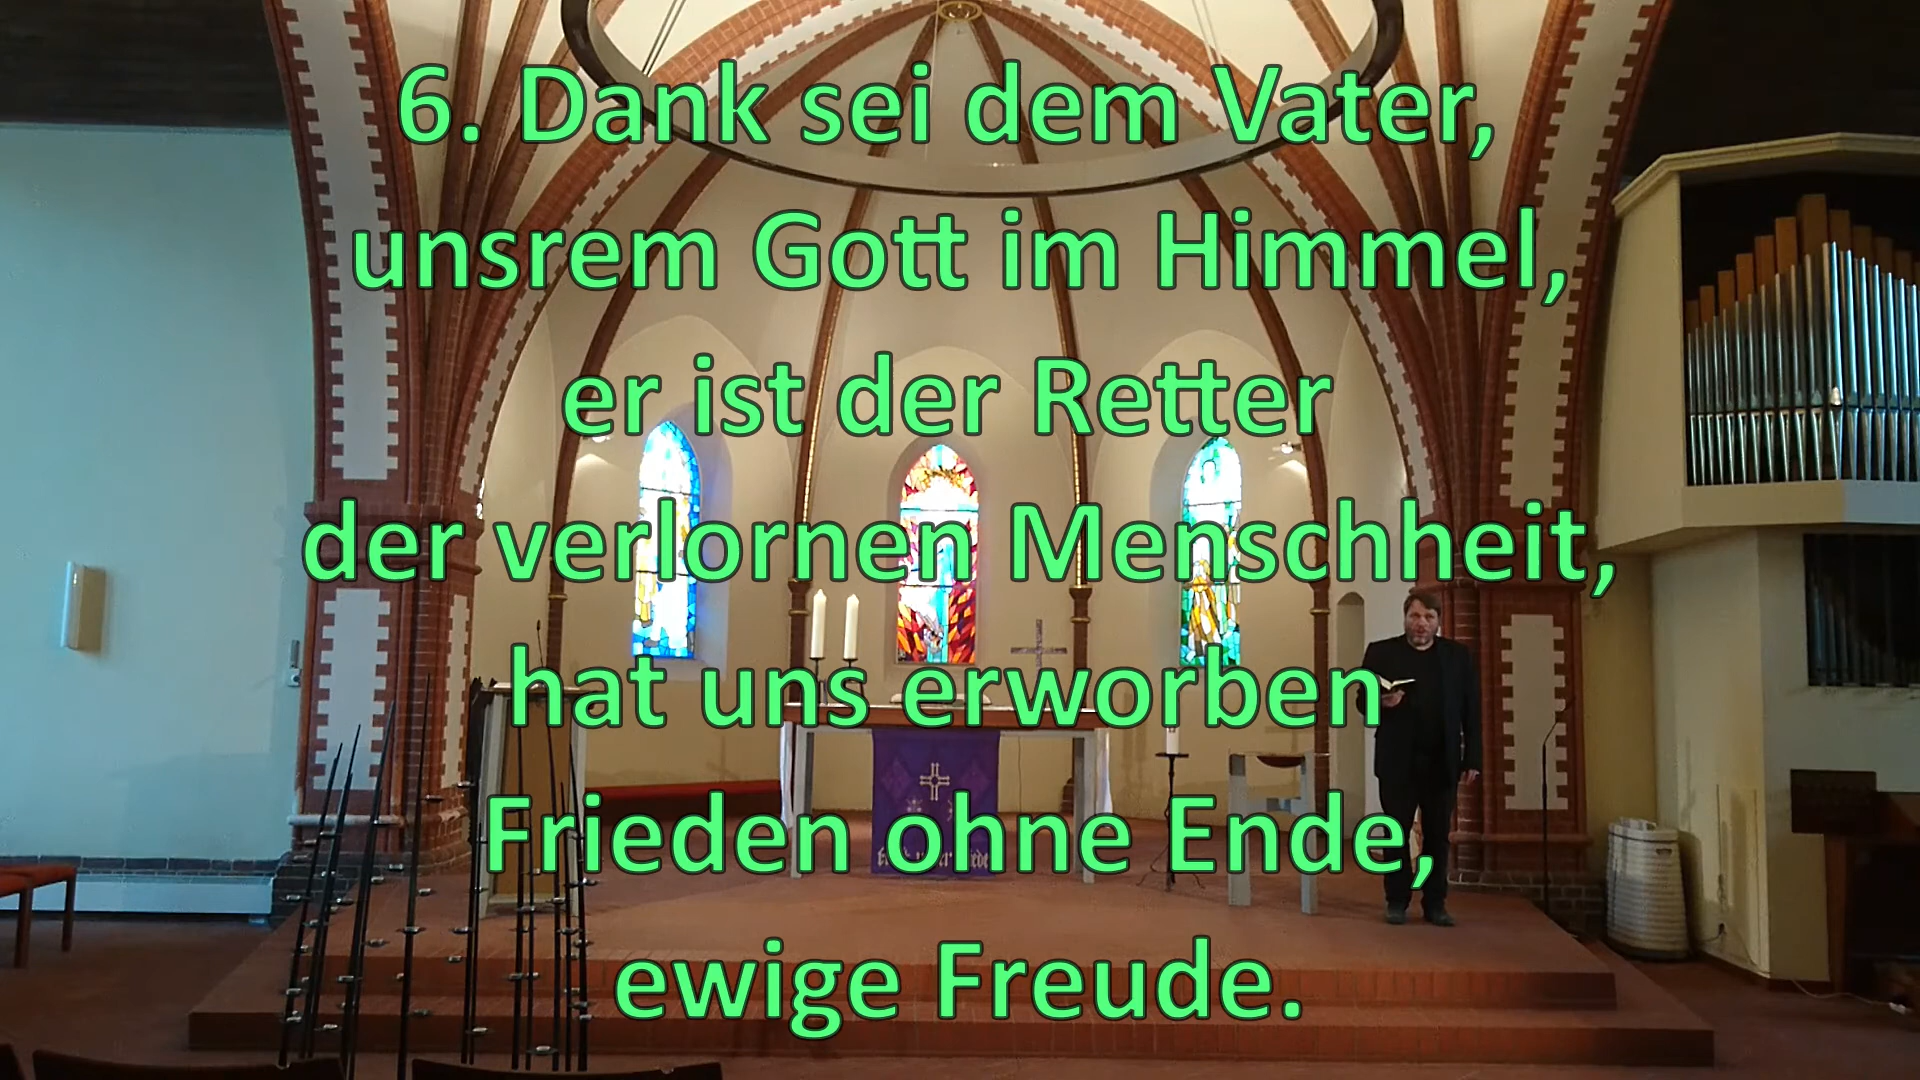 6. Dank sei dem Vater,
unsrem Gott im Himmel,
er ist der Retter
der verlornen Menschheit,
hat uns erworben
Frieden ohne Ende,
ewige Freude.